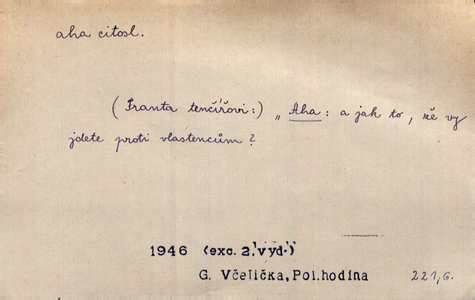 aha citosl.
(Franta tenčířovi:) „Aha: a jak to, že vy
jdete proti vlastencům?
1946 (exc. 2. vyd.)
G. Včelička, Pol. hodina
221,6.